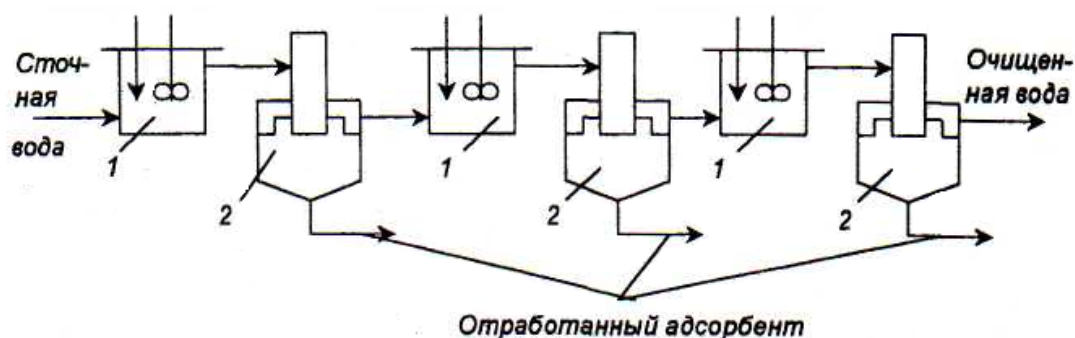 Сточ-
ная
вода
Очищен-
ная вода
1
2
1
2
1
2
Отработанный адсорбент